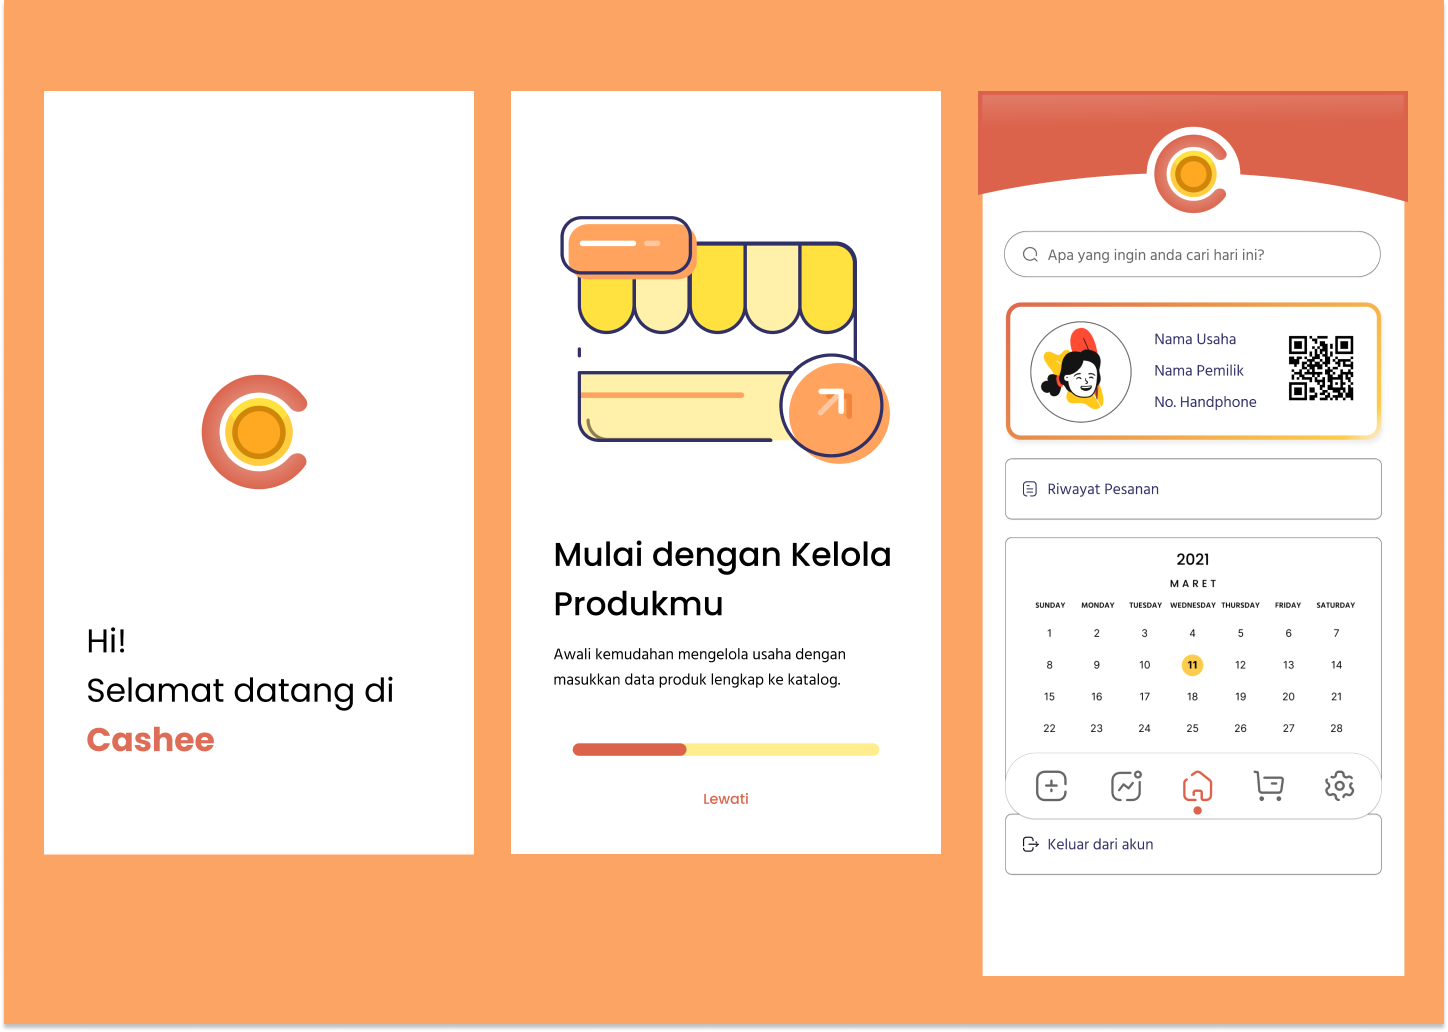 Hi!
Selamat datang di
Cashee
Mulai dengan Kelola
Produkmu
Awali kemudahan mengelola usaha dengan
masukkan data produk lengkap ke katalog.
Lewati
Apa yang ingin anda cari hari ini?
Nama Usaha
Nama Pemilik
No. Handphone
Riwayat Pesanan
2021
MARET
SUNDAY MONDAY TUESDAY WEDNESDAY THURSDAY FRIDAY SATURDAY
1 2 3 4 5 6 7
8 9 10 11 12 13 14
15 16 17 18 19 20 21
22 23 24 25 26 27 28
Keluar dari akun